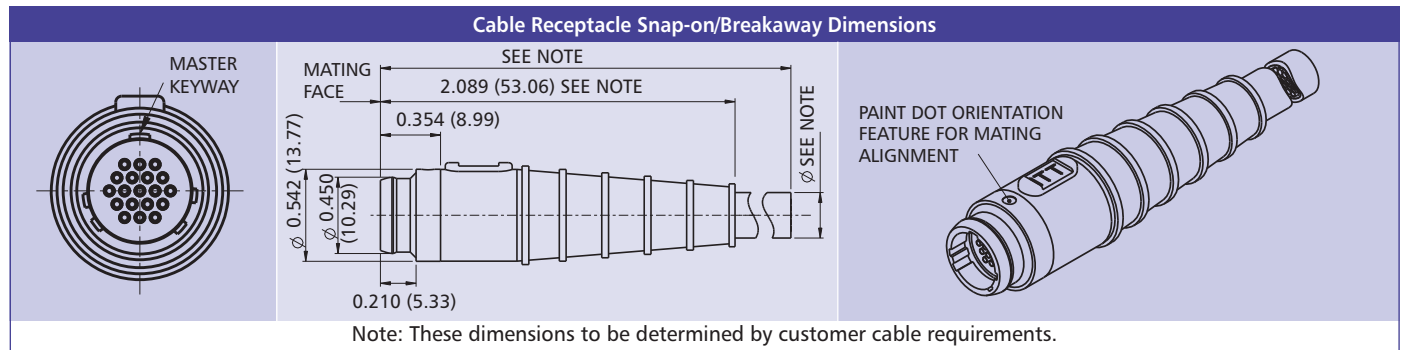 Cable Receptacle Snap-on/Breakaway Dimensions
MASTER
KEYWAY
SEE NOTE
MATING
FACE
2.089 (53.06) SEE NOTE
0.354 (8.99)
Ø 0.542 (13.77)
Ø 0.450
(10.29)
0.210 (5.33)
Ø SEE NOTE
PAINT DOT ORIENTATION
FEATURE FOR MATING
ALIGNMENT
ITT
Note: These dimensions to be determined by customer cable requirements.